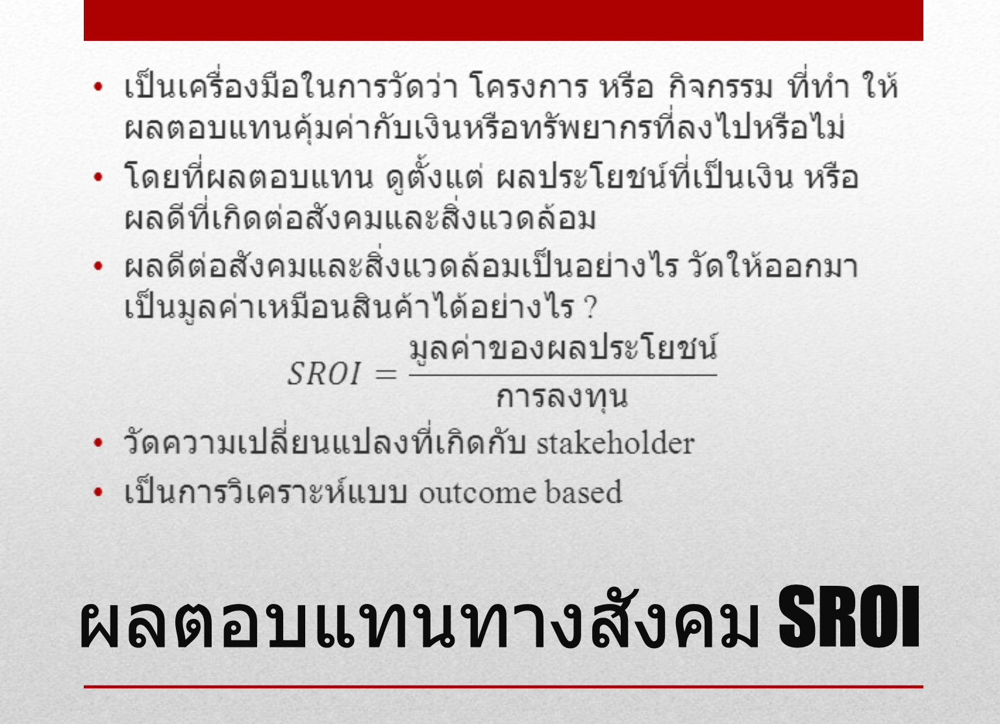 • เป็นเครื่องมือในการวัดว่า โครงการ หรือ กิจกรรม ที่ทำ ให้
ผลตอบแทนคุ้มค่ากับเงินหรือทรัพยากรที่ลงไปหรือไม่
• โดยที่ผลตอบแทน ดูตั้งแต่ ผลประโยชน์ที่เป็นเงิน หรือ
ผลดีที่เกิดต่อสังคมและสิ่งแวดล้อม
• ผลดีต่อสังคมและสิ่งแวดล้อมเป็นอย่างไร วัดให้ออกมา
เป็นมูลค่าเหมือนสินค้าได้อย่างไร ?
มูลค่าของผลประโยชน์
SROI =
การลงทุน
• วัดความเปลี่ยนแปลงที่เกิดกับ stakeholder
• เป็นการวิเคราะห์แบบ outcome based
ผลตอบแทนทางสังคม SROI